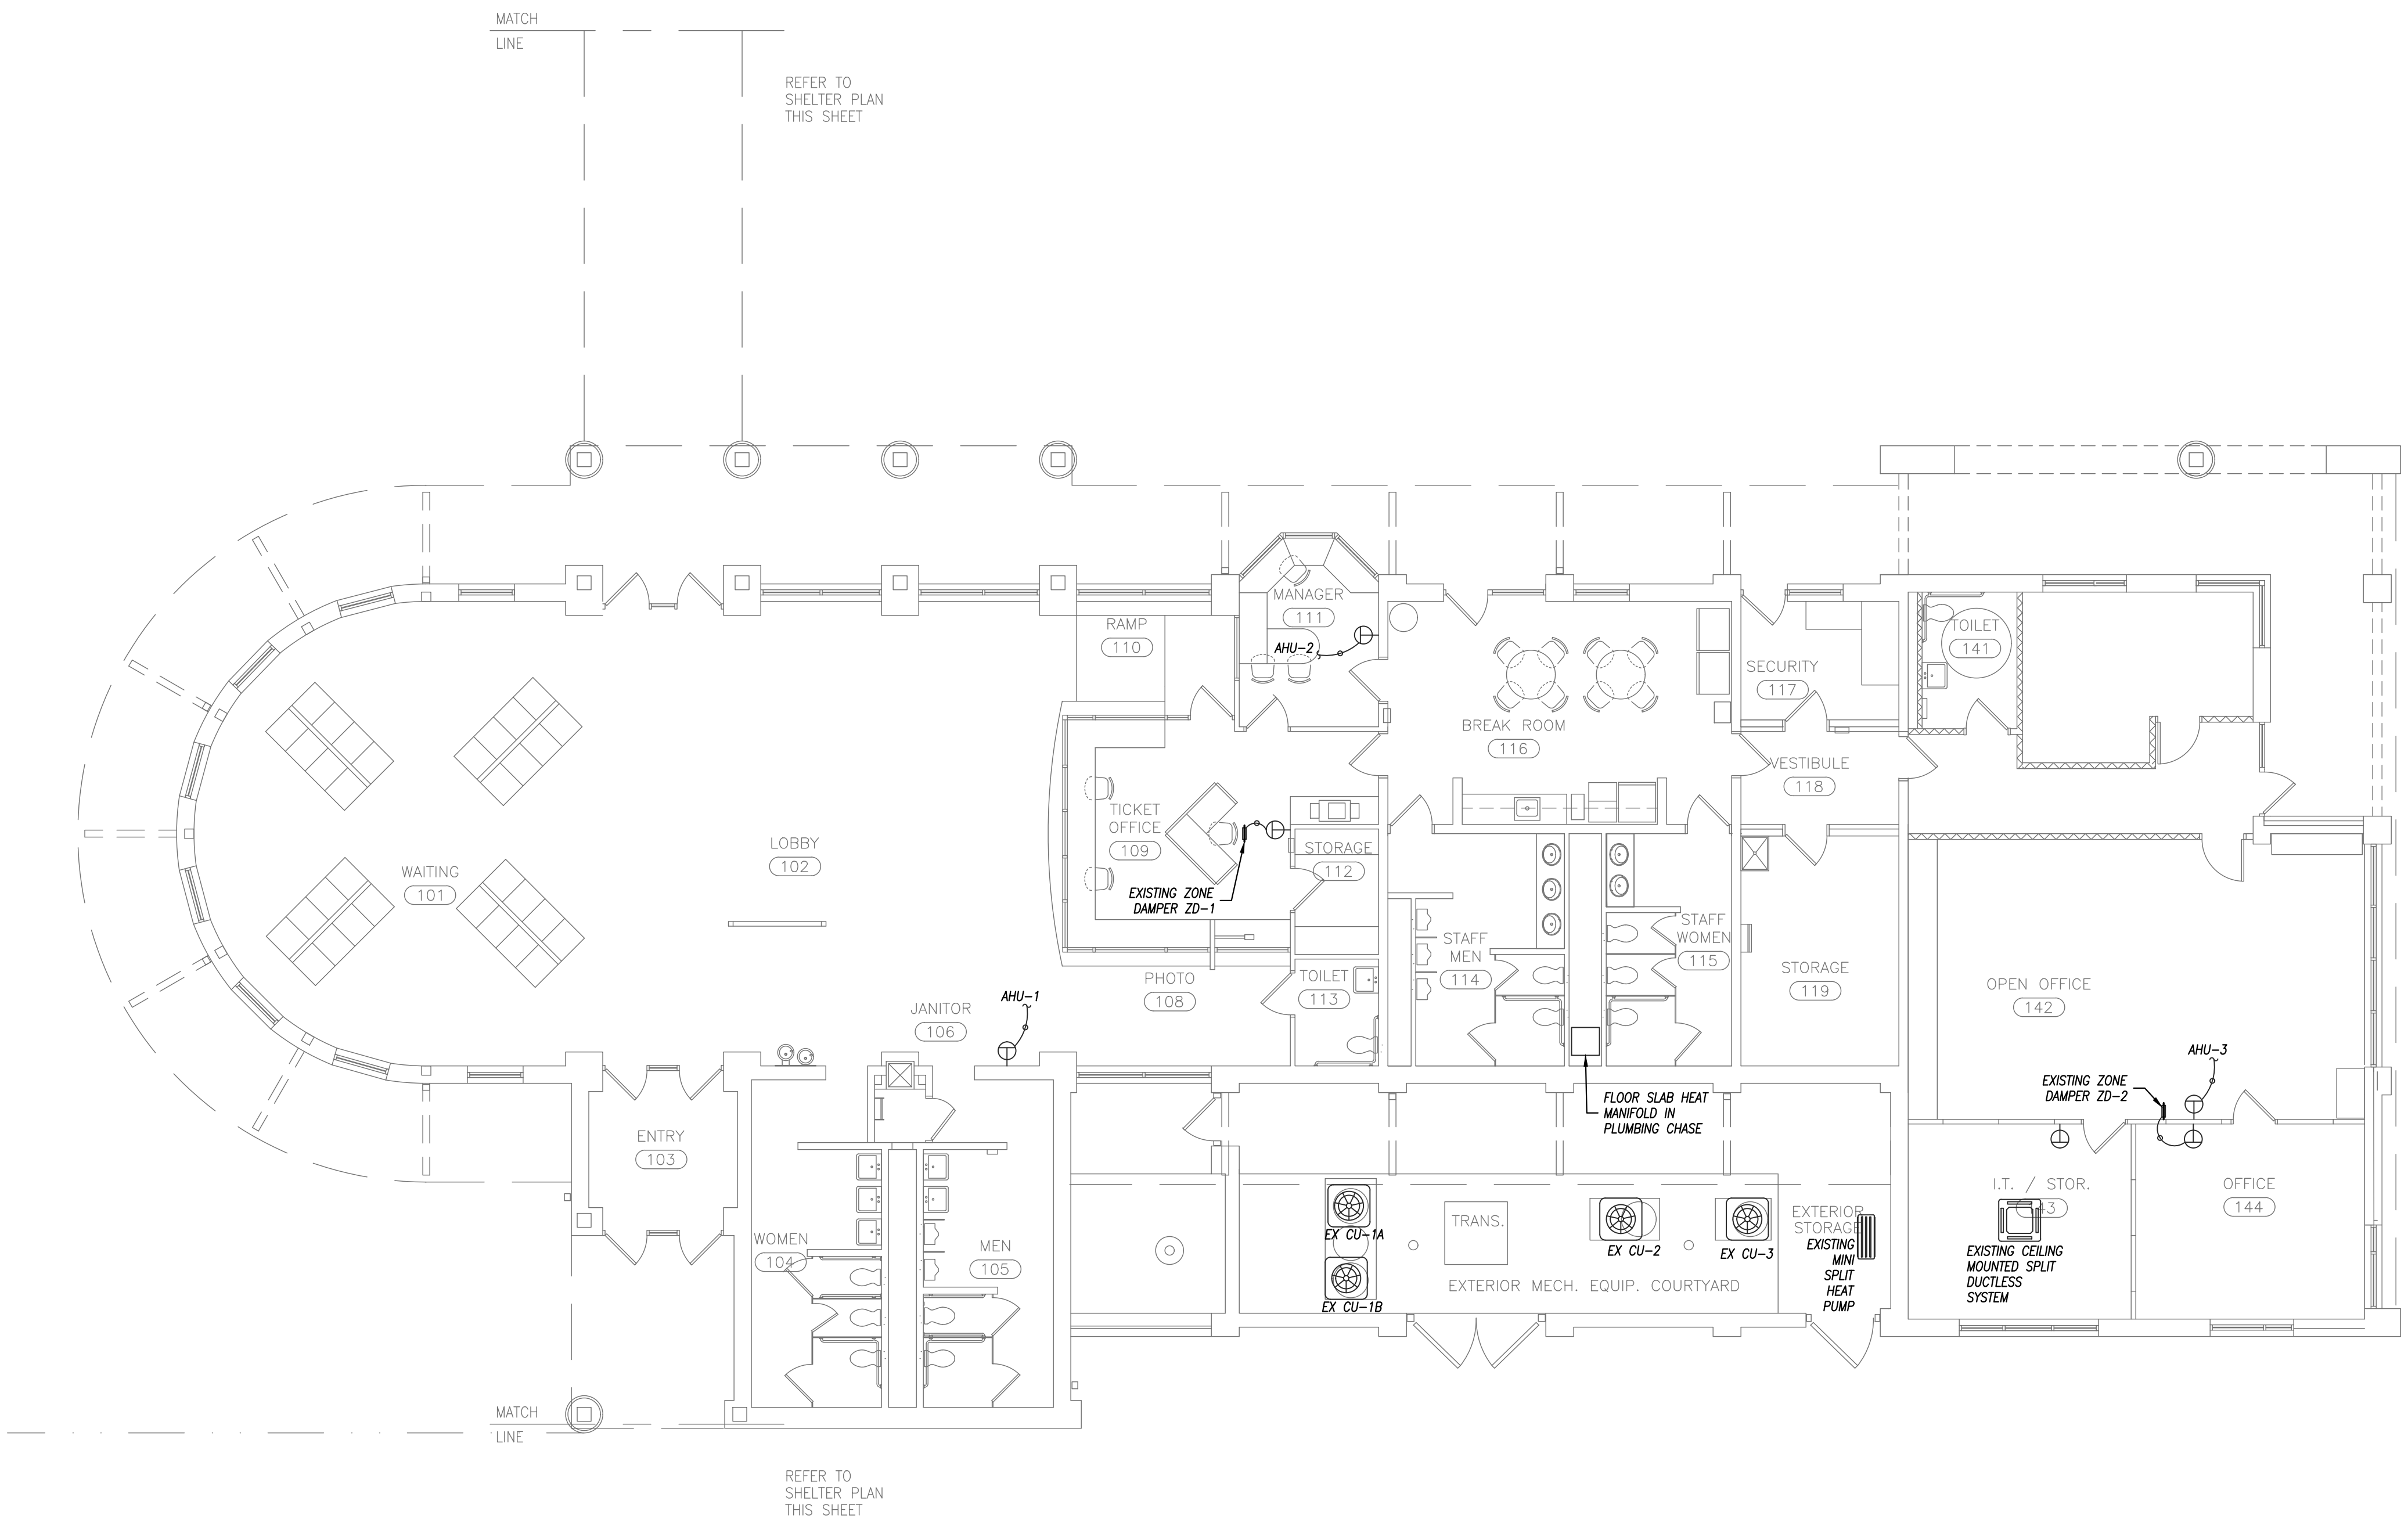 MATCH
LINE
REFER TO
SHELTER PLAN
THIS SHEET
MANAGER
111
AHU-2
RAMP
110
TOILET
141
SECURITY
117
BREAK ROOM
116
VESTIBULE
118
TICKET
OFFICE
109
EXISTING ZONE
DAMPER ZD-1
STORAGE
112
LOBBY
102
WAITING
101
STAFF
MEN
114
STAFF
WOMEN
115
STORAGE
119
PHOTO
108
TOILET
113
OPEN OFFICE
142
JANITOR
106
AHU-1
AHU-3
EXISTING ZONE
DAMPER ZD-2
FLOOR SLAB HEAT
MANIFOLD IN
PLUMBING CHASE
ENTRY
103
WOMEN
104
MEN
105
EX CU-1A
EX CU-1B
TRANS.
EX CU-2
EX CU-3
EXTERIOR MECH. EQUIP. COURTYARD
EXTERIOR
STORAGE
EXISTING
MINI
SPLIT
HEAT
PUMP
I.T. / STOR.
143
EXISTING CEILING
MOUNTED SPLIT
DUCTLESS
SYSTEM
OFFICE
144
MATCH
LINE
REFER TO
SHELTER PLAN
THIS SHEET